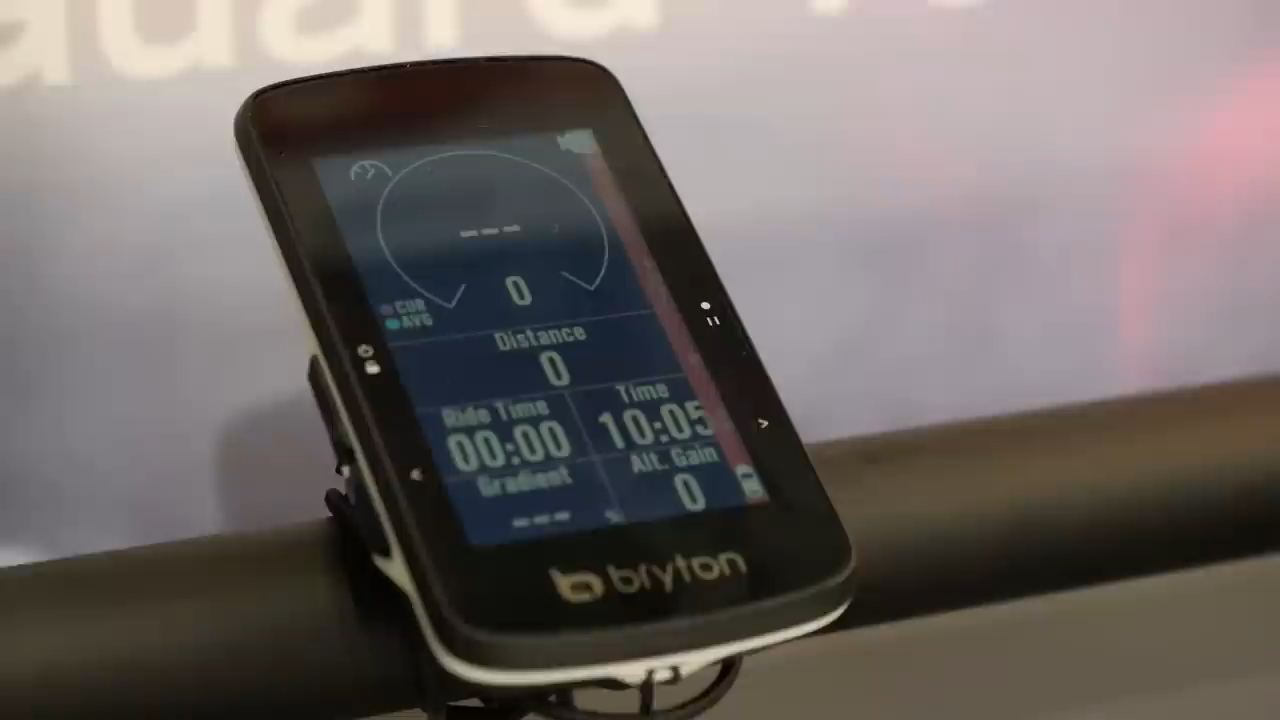 ---
0
CUR
AVG
Distance
0
Ride Time
Time
00:00
10:05
Gradient
Alt. Gain
---
%
0
bryton